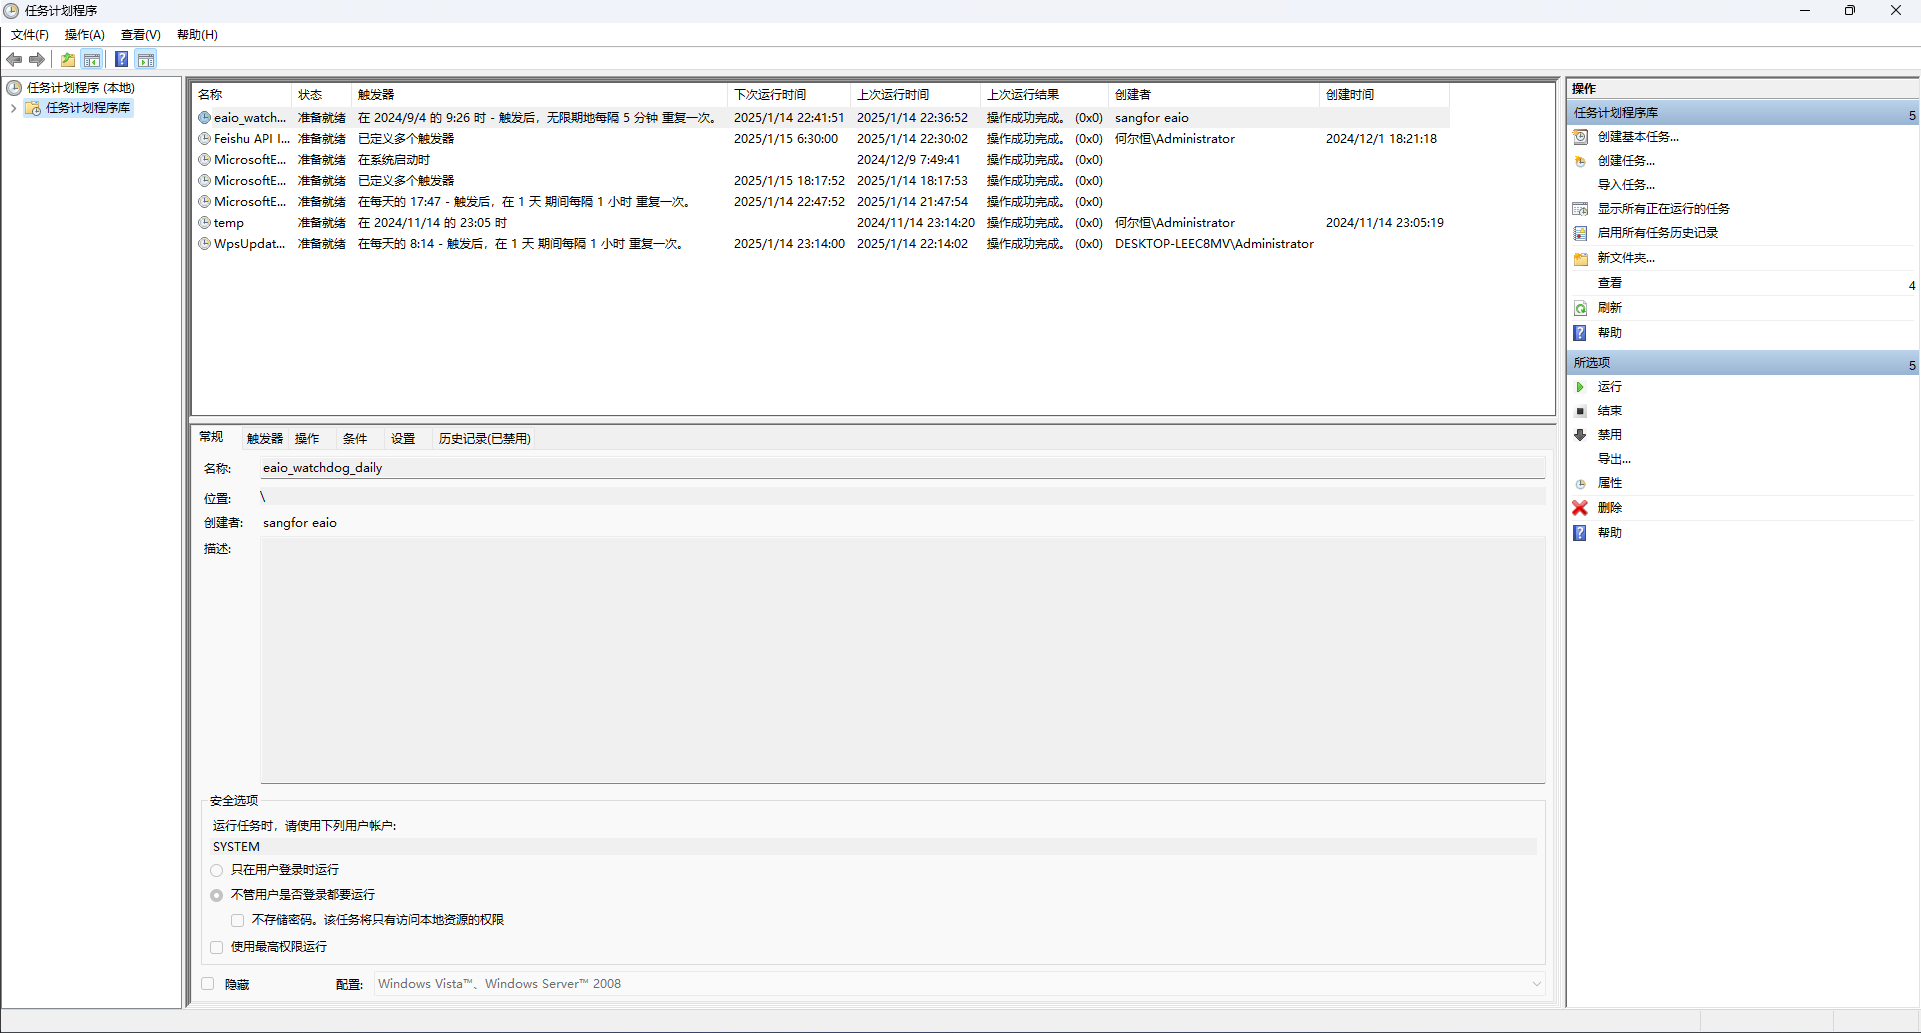 任务计划程序
文件(F) 操作(A) 查看(V) 帮助(H)
任务计划程序 (本地)
任务计划程序库
名称 状态 触发器 下次运行时间 上次运行时间 上次运行结果 创建者 创建时间
eaio_watch... 准备就绪 在 2024/9/4 的 9:26 时 - 触发后，无限期地每隔 5 分钟 重复一次。 2025/1/14 22:41:51 2025/1/14 22:36:52 操作成功完成。 (0x0) sangfor eaio
Feishu API I... 准备就绪 已定义多个触发器 2025/1/15 6:30:00 2025/1/14 22:30:02 操作成功完成。 (0x0) 何尔恒\Administrator 2024/12/1 18:21:18
MicrosoftE... 准备就绪 在系统启动时 2024/12/9 7:49:41 操作成功完成。 (0x0)
MicrosoftE... 准备就绪 已定义多个触发器 2025/1/15 18:17:52 2025/1/14 18:17:53 操作成功完成。 (0x0)
MicrosoftE... 准备就绪 在每天的 17:47 - 触发后，在 1 天 期间每隔 1 小时 重复一次。 2025/1/14 22:47:52 2025/1/14 21:47:54 操作成功完成。 (0x0)
temp 准备就绪 在 2024/11/14 的 23:05 时 2024/11/14 23:14:20 操作成功完成。 (0x0) 何尔恒\Administrator 2024/11/14 23:05:19
WpsUpdat... 准备就绪 在每天的 8:14 - 触发后，在 1 天 期间每隔 1 小时 重复一次。 2025/1/14 23:14:00 2025/1/14 22:14:02 操作成功完成。 (0x0) DESKTOP-LEEC8MV\Administrator
常规 触发器 操作 条件 设置 历史记录(已禁用)
名称: eaio_watchdog_daily
位置: \
创建者: sangfor eaio
描述:
安全选项
运行任务时，请使用下列用户帐户:
SYSTEM
只在用户登录时运行
不管用户是否登录都要运行
不存储密码。该任务将只有访问本地资源的权限
使用最高权限运行
隐藏 配置: Windows Vista™、Windows Server™ 2008
操作
任务计划程序库 5
创建基本任务...
创建任务...
导入任务...
显示所有正在运行的任务
启用所有任务历史记录
新文件夹...
查看 4
刷新
帮助
所选项 5
运行
结束
禁用
导出...
属性
删除
帮助